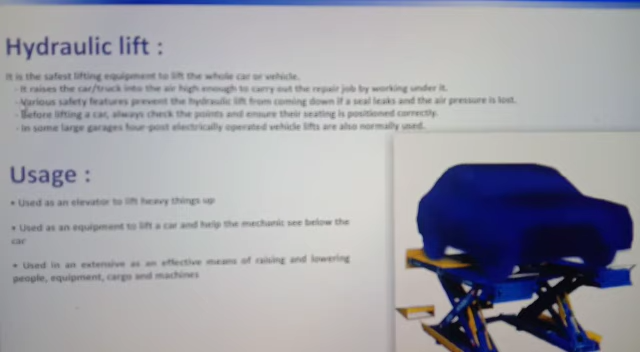 Hydraulic lift :
It is the safest lifting equipment to lift the whole car or vehicle.
- It raises the car/truck into the air high enough to carry out the repair job by working under it.
- Various safety features prevent the hydraulic lift from coming down if a seal leaks and the air pressure is lost.
- Before lifting a car, always check the points and ensure their seating is positioned correctly.
- In some large garages four-post electrically operated vehicle lifts are also normally used.
Usage :
• Used as an elevator to lift heavy things up
• Used as an equipment to lift a car and help the mechanic see below the
car
• Used in an extensive as an effective means of raising and lowering
people, equipment, cargo and machines